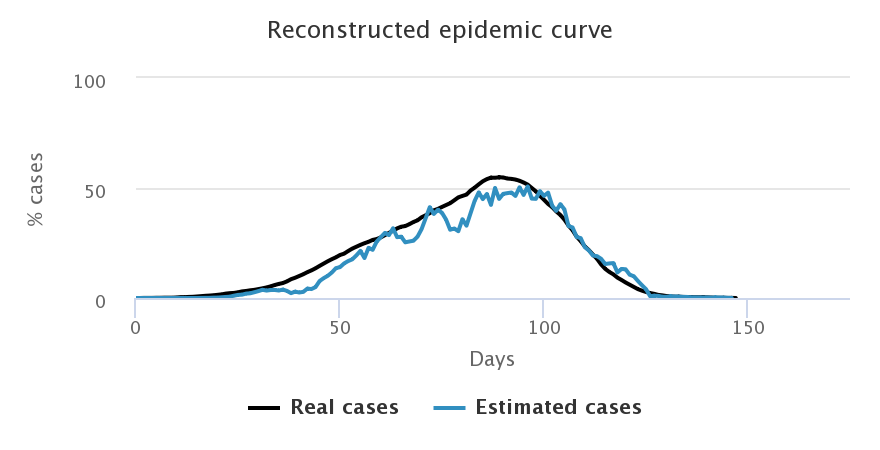 Reconstructed epidemic curve
100
50
0
% cases
0 50 100 150
Days
Real cases Estimated cases